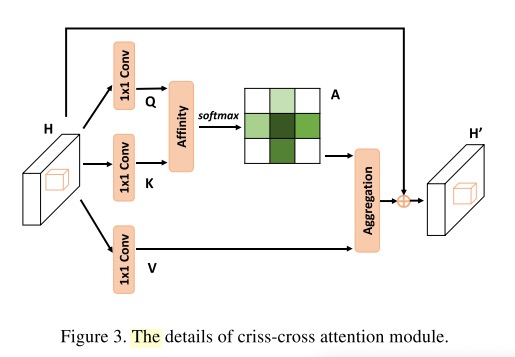 1x1 Conv
Q
H
1x1 Conv
K
Affinity
softmax
A
1x1 Conv
V
Aggregation
H'
Figure 3. The details of criss-cross attention module.